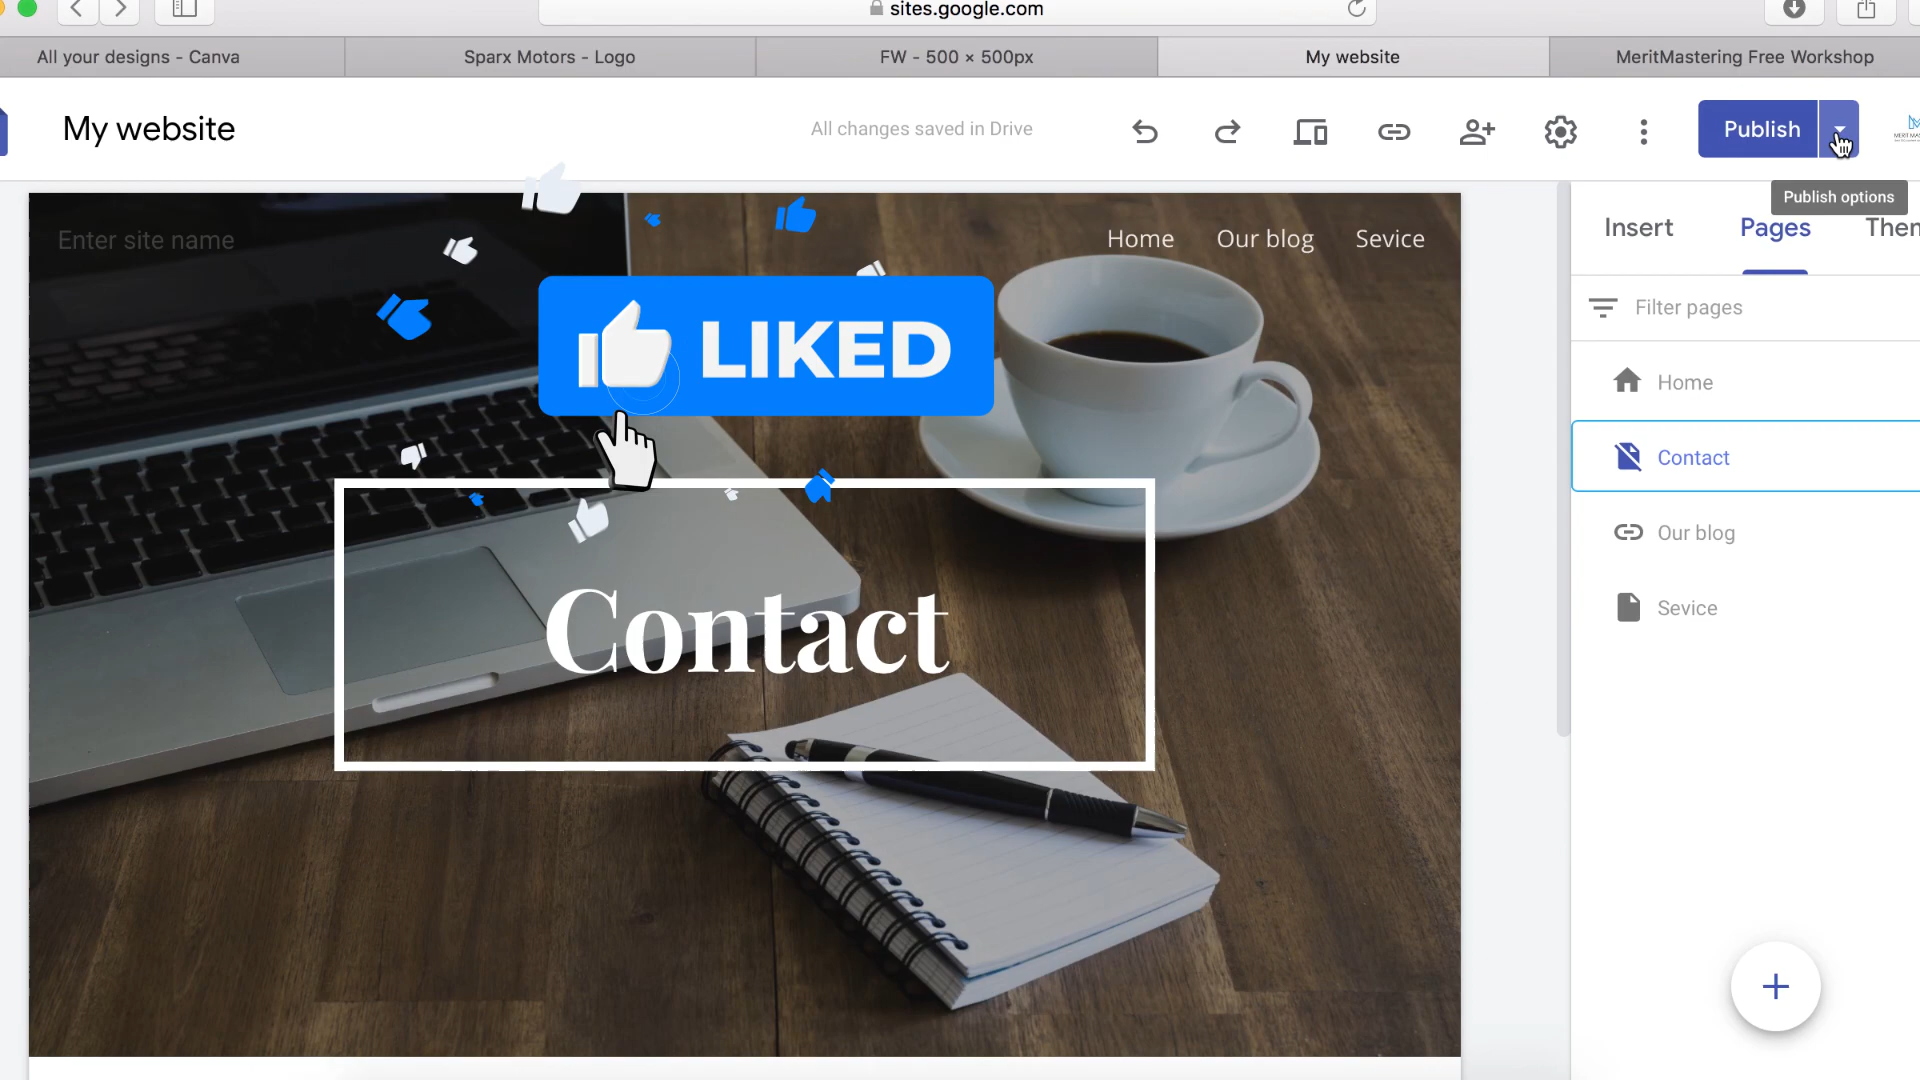 sites.google.com
All your designs - Canva
Sparx Motors - Logo
FW - 500 × 500px
My website
MeritMastering Free Workshop
My website
All changes saved in Drive
Publish
Publish options
Insert
Pages
Enter site name
Home
Our blog
Sevice
Filter pages
LIKED
Home
Contact
Our blog
Sevice
Contact